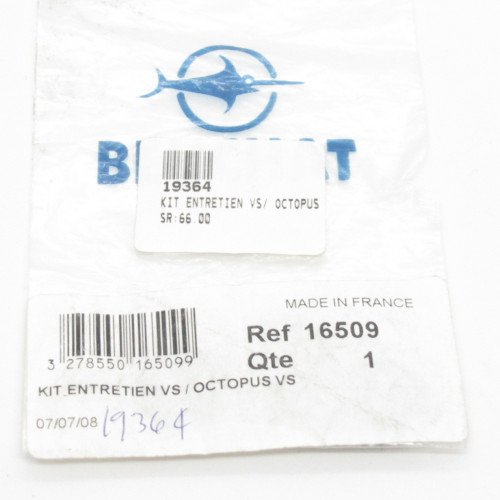 19364
KIT ENTRETIEN VS/ OCTOPUS
SR:66.00
MADE IN FRANCE
Ref 16509
3 278550 165099
Qte 1
KIT ENTRETIEN VS / OCTOPUS VS
07/07/08 19364